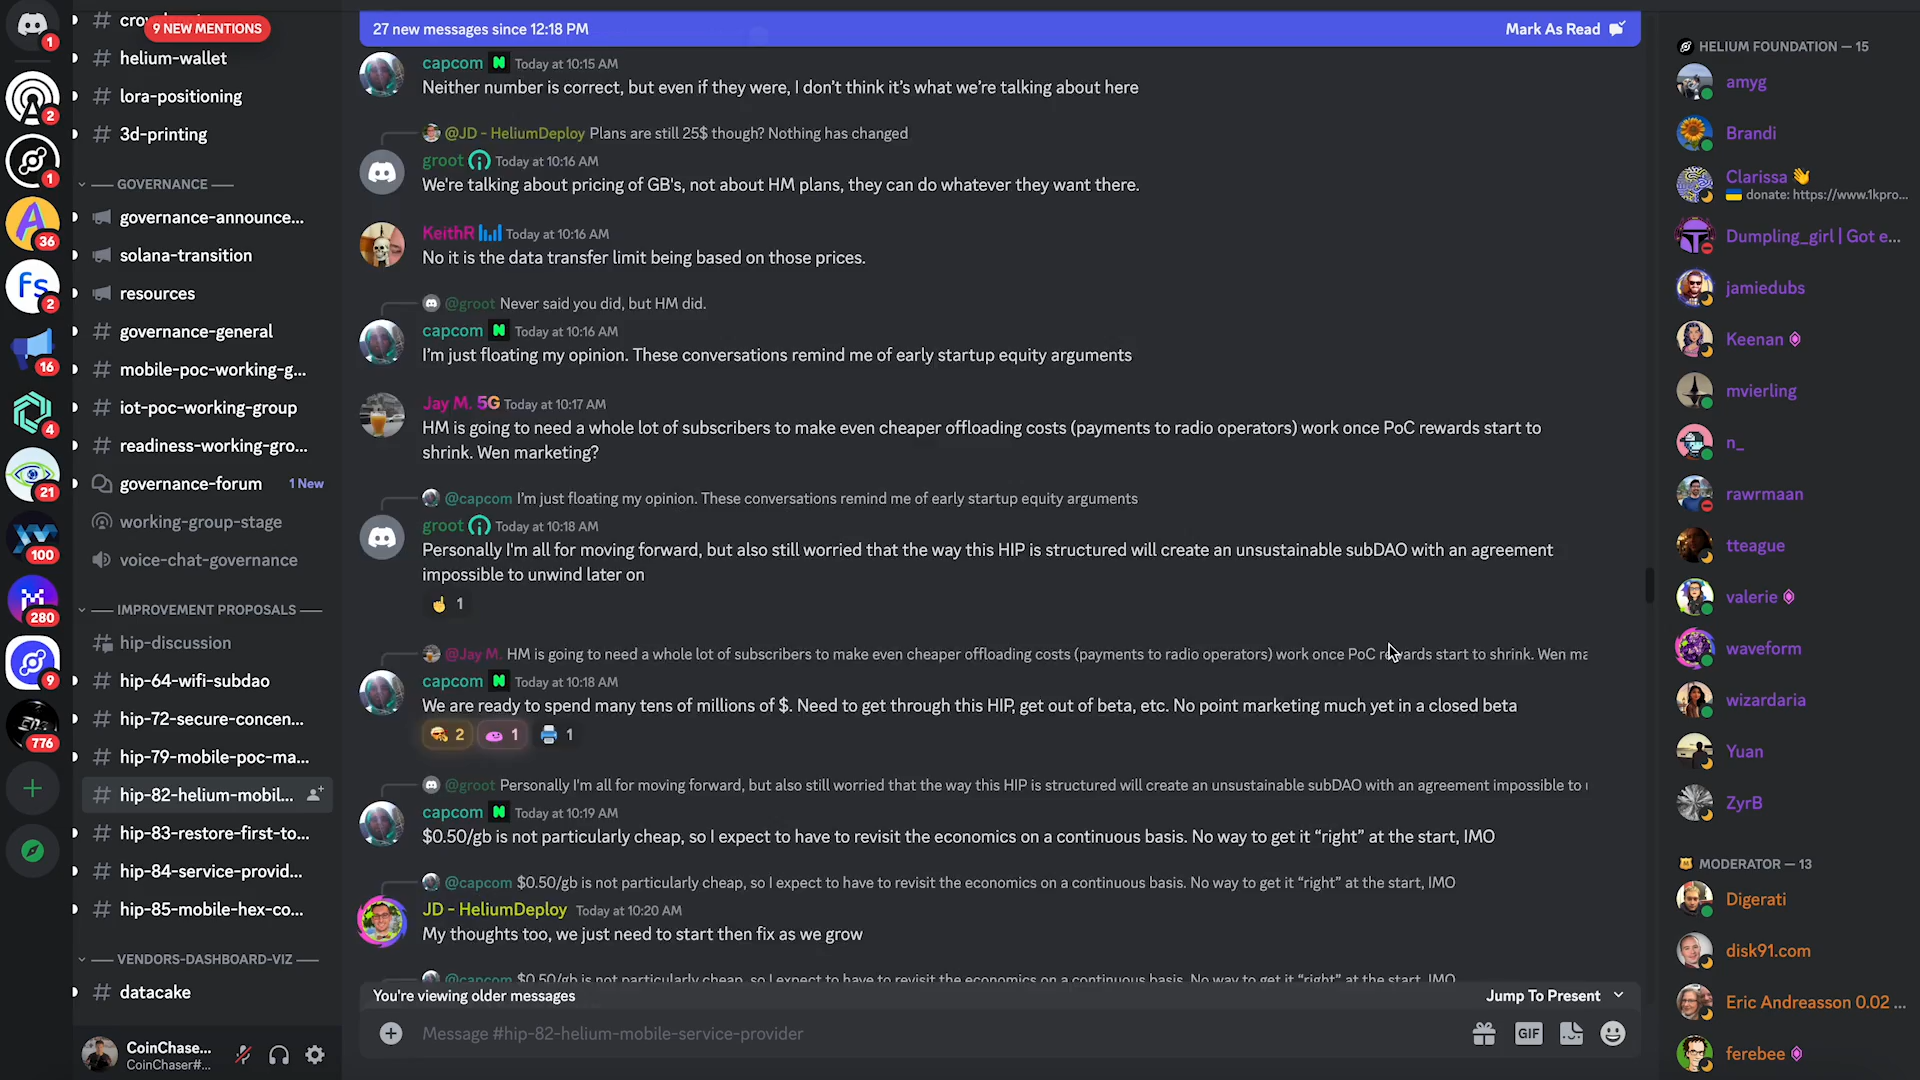 1
2
1
36
2
16
4
21
100
280
9
776
9 NEW MENTIONS
helium-wallet
lora-positioning
3d-printing
GOVERNANCE
governance-announce...
solana-transition
resources
governance-general
mobile-poc-working-g...
iot-poc-working-group
readiness-working-gro...
governance-forum 1 New
working-group-stage
voice-chat-governance
IMPROVEMENT PROPOSALS
hip-discussion
hip-64-wifi-subdao
hip-72-secure-concen...
hip-79-mobile-poc-ma...
hip-82-helium-mobil...
hip-83-restore-first-to...
hip-84-service-provid...
hip-85-mobile-hex-co...
VENDORS-DASHBOARD-VIZ
datacake
CoinChase...
CoinChaser#...
27 new messages since 12:18 PM Mark As Read
capcom Today at 10:15 AM
Neither number is correct, but even if they were, I don't think it's what we're talking about here
@JD - HeliumDeploy Plans are still 25$ though? Nothing has changed
groot Today at 10:16 AM
We're talking about pricing of GB's, not about HM plans, they can do whatever they want there.
KeithR Today at 10:16 AM
No it is the data transfer limit being based on those prices.
@groot Never said you did, but HM did.
capcom Today at 10:16 AM
I'm just floating my opinion. These conversations remind me of early startup equity arguments
Jay M. 5G Today at 10:17 AM
HM is going to need a whole lot of subscribers to make even cheaper offloading costs (payments to radio operators) work once PoC rewards start to
shrink. Wen marketing?
@capcom I'm just floating my opinion. These conversations remind me of early startup equity arguments
groot Today at 10:18 AM
Personally I'm all for moving forward, but also still worried that the way this HIP is structured will create an unsustainable subDAO with an agreement
impossible to unwind later on
1
@Jay M. HM is going to need a whole lot of subscribers to make even cheaper offloading costs (payments to radio operators) work once PoC rewards start to shrink. Wen ma
capcom Today at 10:18 AM
We are ready to spend many tens of millions of $. Need to get through this HIP, get out of beta, etc. No point marketing much yet in a closed beta
2 1 1
@groot Personally I'm all for moving forward, but also still worried that the way this HIP is structured will create an unsustainable subDAO with an agreement impossible to
capcom Today at 10:19 AM
$0.50/gb is not particularly cheap, so I expect to have to revisit the economics on a continuous basis. No way to get it "right" at the start, IMO
@capcom $0.50/gb is not particularly cheap, so I expect to have to revisit the economics on a continuous basis. No way to get it "right" at the start, IMO
JD - HeliumDeploy Today at 10:20 AM
My thoughts too, we just need to start then fix as we grow
@capcom $0.50/gb is not particularly cheap, so I expect to have to revisit the economics on a continuous basis. No way to get it "right" at the start, IMO
You're viewing older messages Jump To Present
Message #hip-82-helium-mobile-service-provider GIF
HELIUM FOUNDATION — 15
amyg
Brandi
Clarissa
donate: https://www.1kpro...
Dumpling_girl | Got e...
jamiedubs
Keenan
mvierling
n_
rawrmaan
tteague
valerie
waveform
wizardaria
Yuan
ZyrB
MODERATOR — 13
Digerati
disk91.com
Eric Andreasson 0.02 ...
ferebee